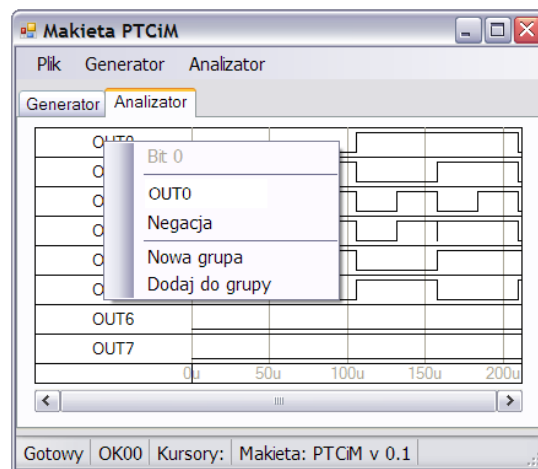 Makieta PTCiM
Plik Generator Analizator
Generator Analizator
OUT0
Bit 0
O
OUT0
O
Negacja
O
Nowa grupa
O
Dodaj do grupy
O
OUT6
OUT7
0u 50u 100u 150u 200u
Gotowy OK00 Kursory: Makieta: PTCiM v 0.1